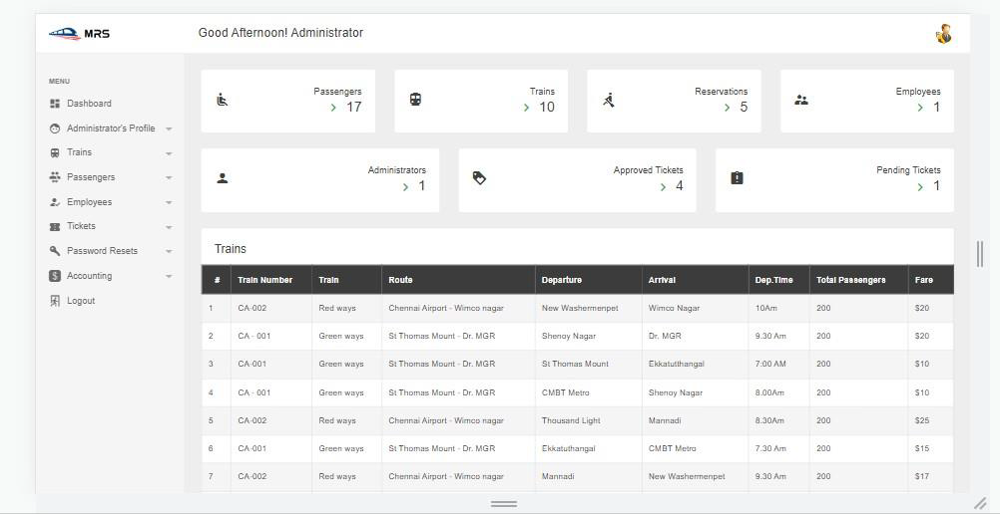 MRS
Good Afternoon! Administrator
MENU
Dashboard
Administrator's Profile
Trains
Passengers
Employees
Tickets
Password Resets
$ Accounting
Logout
Passengers
17
Trains
10
Reservations
5
Employees
1
Administrators
1
Approved Tickets
4
Pending Tickets
1
Trains
# Train Number Train Route Departure Arrival Dep.Time Total Passengers Fare
1 CA-002 Red ways Chennai Airport - Wimco nagar New Washermenpet Wimco Nagar 10Am 200 $20
2 CA - 001 Green ways St Thomas Mount - Dr. MGR Shenoy Nagar Dr. MGR 9.30 Am 200 $20
3 CA-001 Green ways St Thomas Mount - Dr. MGR St Thomas Mount Ekkatuthangal 7:00 AM 200 $10
4 CA - 001 Green ways St Thomas Mount - Dr. MGR CMBT Metro Shenoy Nagar 8.00Am 200 $10
5 CA-002 Red ways Chennai Airport - Wimco nagar Thousand Light Mannadi 8.30Am 200 $25
6 CA-001 Green ways St Thomas Mount - Dr. MGR Ekkatuthangal CMBT Metro 7.30 Am 200 $15
7 CA-002 Red ways Chennai Airport - Wimco nagar Mannadi New Washermenpet 9.30 Am 200 $17